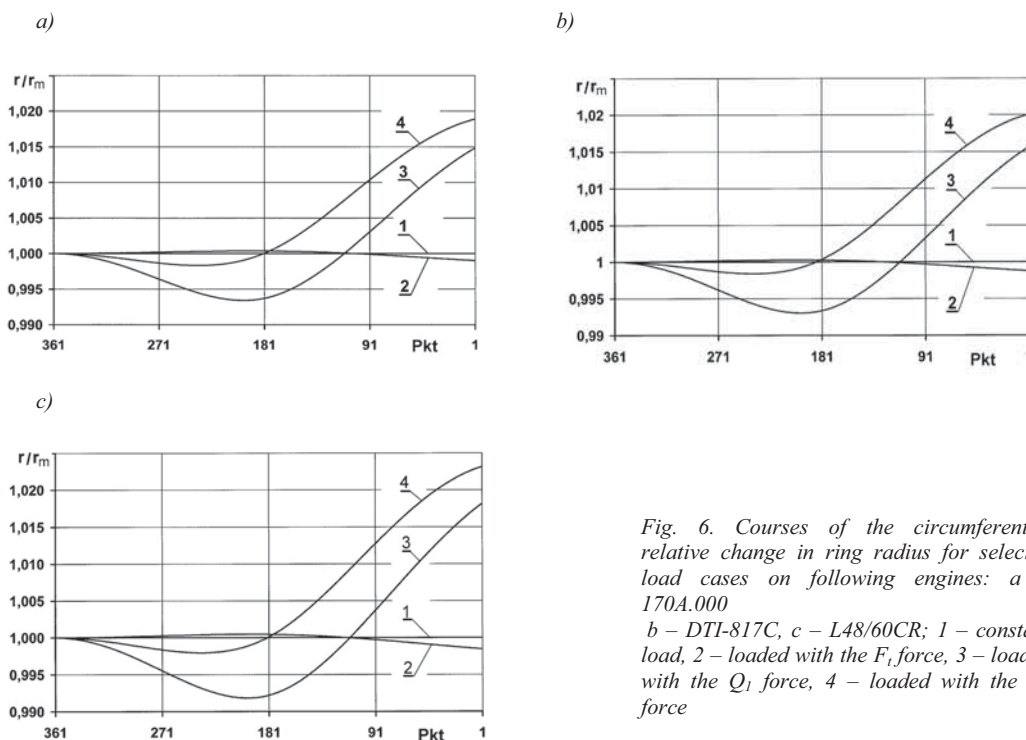 a)
b)
r/rm
1,020
1,015
1,010
1,005
1,000
0,995
0,990
361 271 181 91 Pkt 1
4
3
1
2
r/rm
1,02
1,015
1,01
1,005
1
0,995
0,99
361 271 181 91 Pkt 1
4
3
1
2
c)
r/rm
1,020
1,015
1,010
1,005
1,000
0,995
0,990
361 271 181 91 Pkt 1
4
3
1
2
Fig. 6. Courses of the circumferent
relative change in ring radius for select
load cases on following engines: a
170A.000
b – DTI-817C, c – L48/60CR; 1 – consta
load, 2 – loaded with the Ft force, 3 – load
with the Q1 force, 4 – loaded with the
force